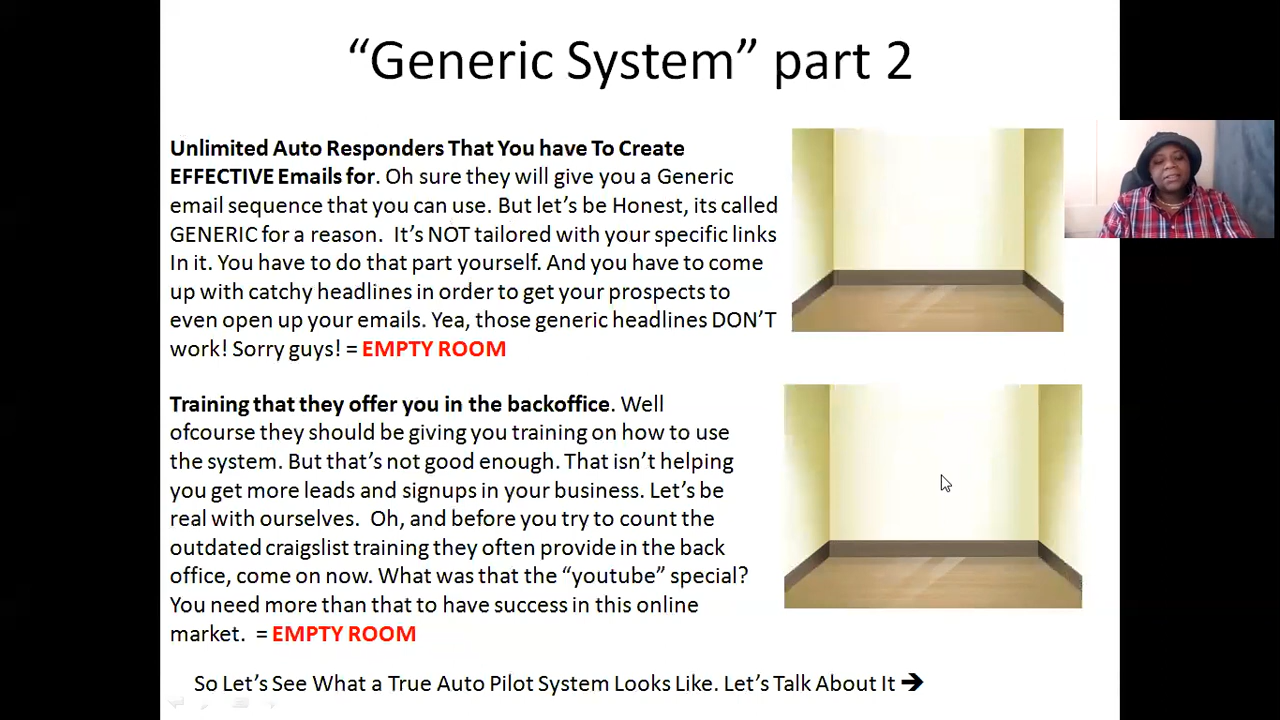 “Generic System” part 2
Unlimited Auto Responders That You have To Create
EFFECTIVE Emails for. Oh sure they will give you a Generic
email sequence that you can use. But let’s be Honest, its called
GENERIC for a reason.  It’s NOT tailored with your specific links
In it. You have to do that part yourself. And you have to come
up with catchy headlines in order to get your prospects to
even open up your emails. Yea, those generic headlines DON’T
work! Sorry guys! = EMPTY ROOM
Training that they offer you in the backoffice. Well
ofcourse they should be giving you training on how to use
the system. But that’s not good enough. That isn’t helping
you get more leads and signups in your business. Let’s be
real with ourselves.  Oh, and before you try to count the
outdated craigslist training they often provide in the back
office, come on now. What was that the “youtube” special?
You need more than that to have success in this online
market.  = EMPTY ROOM
So Let’s See What a True Auto Pilot System Looks Like. Let’s Talk About It ➔